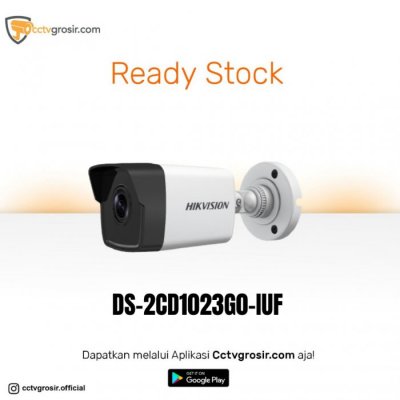 cctvgrosir.com
Ready Stock
HIKVISION
DS-2CD1023G0-IUF
Dapatkan melalui Aplikasi Cctvgrosir.com aja!
GET IT ON
Google Play
cctvgrosir.official